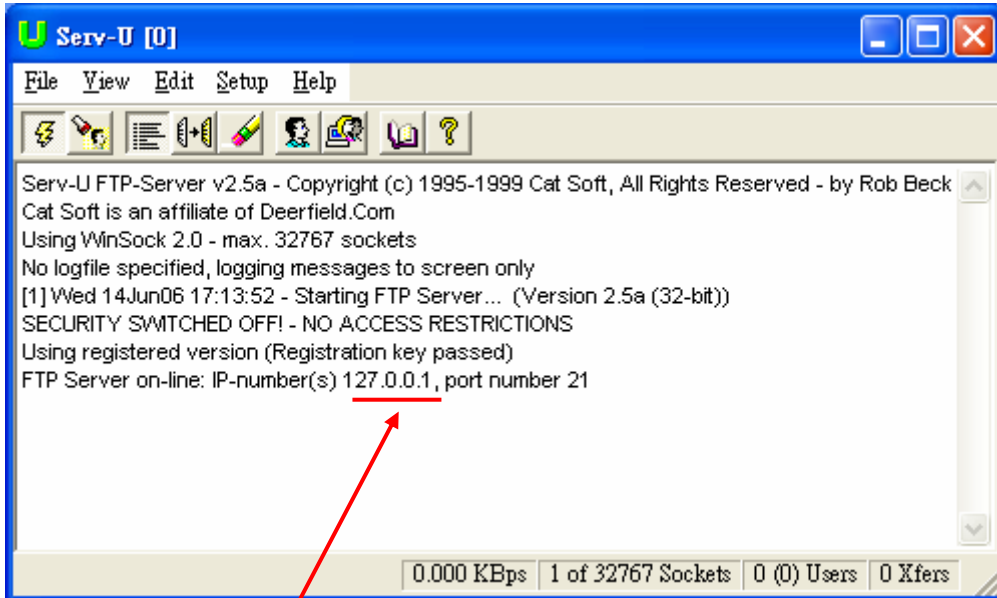 Serv-U [0]
File View Edit Setup Help
Serv-U FTP-Server v2.5a - Copyright (c) 1995-1999 Cat Soft, All Rights Reserved - by Rob Beck
Cat Soft is an affiliate of Deerfield.Com
Using WinSock 2.0 - max. 32767 sockets
No logfile specified, logging messages to screen only
[1] Wed 14Jun06 17:13:52 - Starting FTP Server... (Version 2.5a (32-bit))
SECURITY SWITCHED OFF! - NO ACCESS RESTRICTIONS
Using registered version (Registration key passed)
FTP Server on-line: IP-number(s) 127.0.0.1, port number 21
0.000 KBps 1 of 32767 Sockets 0 (0) Users 0 Xfers